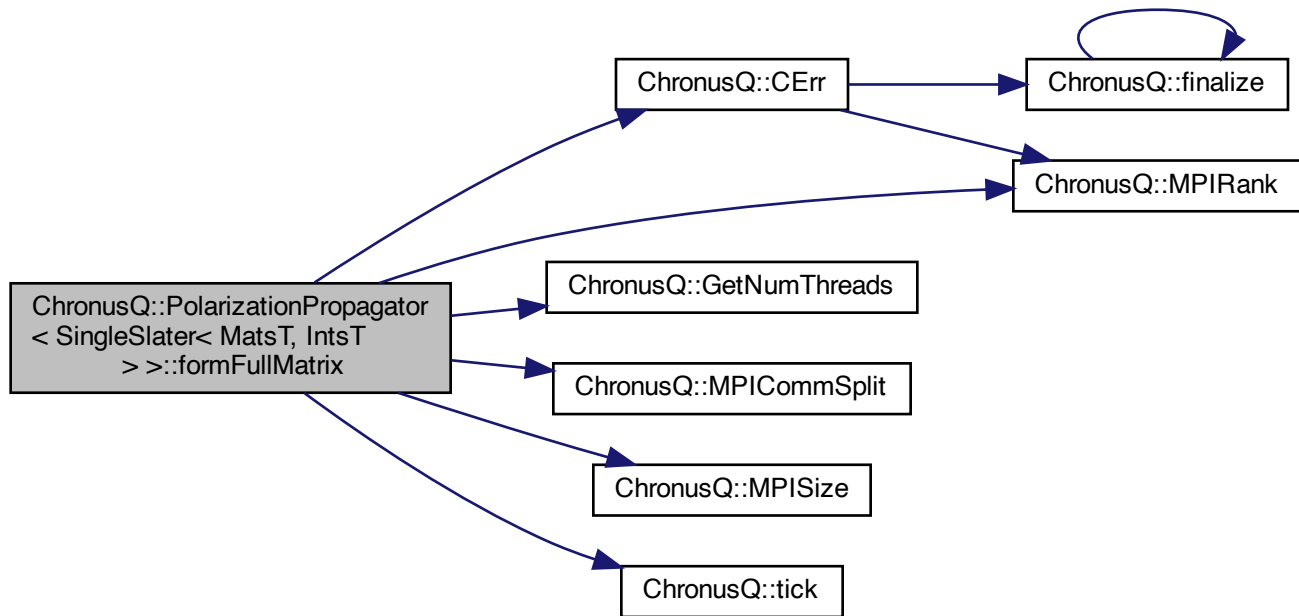 ChronusQ::CErr
ChronusQ::finalize
ChronusQ::MPIRank
ChronusQ::PolarizationPropagator
< SingleSlater< MatsT, IntsT
> >::formFullMatrix
ChronusQ::GetNumThreads
ChronusQ::MPICommSplit
ChronusQ::MPISize
ChronusQ::tick